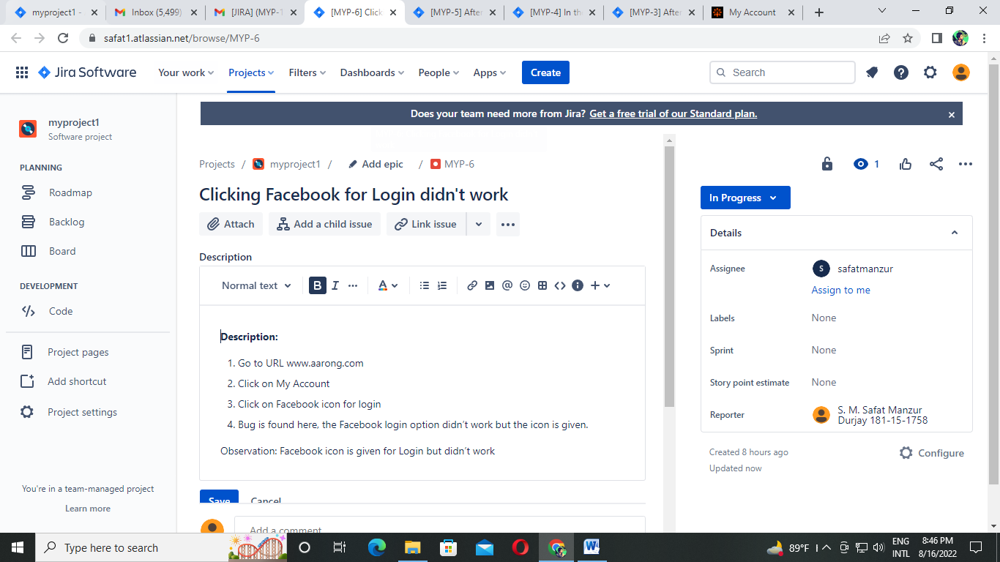 myproject1 -
Inbox (5,499)
[JIRA] (MYP-1
[MYP-6] Click
[MYP-5] After
[MYP-4] In th
[MYP-3] After
My Account
safat1.atlassian.net/browse/MYP-6
Jira Software
Your work
Projects
Filters
Dashboards
People
Apps
Create
Search
myproject1
Software project
PLANNING
Roadmap
Backlog
Board
DEVELOPMENT
Code
Project pages
Add shortcut
Project settings
You're in a team-managed project
Learn more
Does your team need more from Jira? Get a free trial of our Standard plan.
Projects / myproject1 / Add epic / MYP-6
Clicking Facebook for Login didn't work
Attach
Add a child issue
Link issue
Description
Normal text
B I A
Description:
1. Go to URL www.aarong.com
2. Click on My Account
3. Click on Facebook icon for login
4. Bug is found here, the Facebook login option didn't work but the icon is given.
Observation: Facebook icon is given for Login but didn't work
Save
Cancel
Add a comment
1
In Progress
Details
Assignee
S safatmanzur
Assign to me
Labels None
Sprint None
Story point estimate None
Reporter
S. M. Safat Manzur
Durjay 181-15-1758
Created 8 hours ago
Updated now
Configure
Type here to search
89°F
ENG
INTL
8:46 PM
8/16/2022